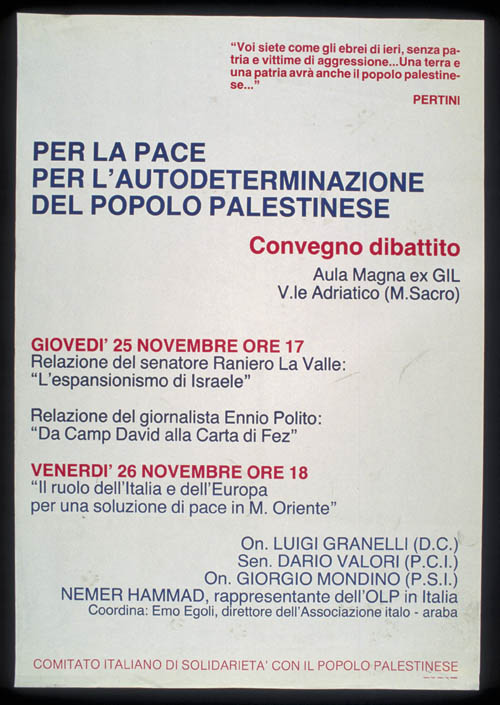 “Voi siete come gli ebrei di ieri, senza pa-
tria e vittime di aggressione...Una terra e
una patria avrà anche il popolo palestine-
se...”
PERTINI
PER LA PACE
PER L’AUTODETERMINAZIONE
DEL POPOLO PALESTINESE
Convegno dibattito
Aula Magna ex GIL
V.le Adriatico (M.Sacro)
GIOVEDI’ 25 NOVEMBRE ORE 17
Relazione del senatore Raniero La Valle:
“L’espansionismo di Israele”
Relazione del giornalista Ennio Polito:
“Da Camp David alla Carta di Fez”
VENERDI’ 26 NOVEMBRE ORE 18
“Il ruolo dell’Italia e dell’Europa
per una soluzione di pace in M. Oriente”
On. LUIGI GRANELLI (D.C.)
Sen. DARIO VALORI (P.C.I.)
On. GIORGIO MONDINO (P.S.I.)
NEMER HAMMAD, rappresentante dell’OLP in Italia
Coordina: Emo Egoli, direttore dell’Associazione italo - araba
COMITATO ITALIANO DI SOLIDARIETA’ CON IL POPOLO PALESTINESE